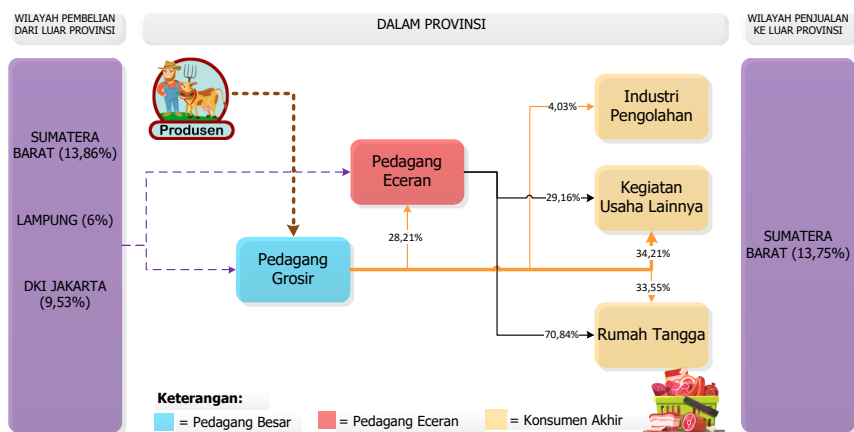 WILAYAH PEMBELIAN
DARI LUAR PROVINSI
DALAM PROVINSI
WILAYAH PENJUALAN
KE LUAR PROVINSI
SUMATERA
BARAT (13,86%)
LAMPUNG (6%)
DKI JAKARTA
(9,53%)
Produsen
Pedagang
Eceran
28,21%
Pedagang
Grosir
4,03%
Industri
Pengolahan
29,16%
Kegiatan
Usaha Lainnya
34,21%
33,55%
70,84%
Rumah Tangga
SUMATERA
BARAT (13,75%)
Keterangan:
= Pedagang Besar
= Pedagang Eceran
= Konsumen Akhir